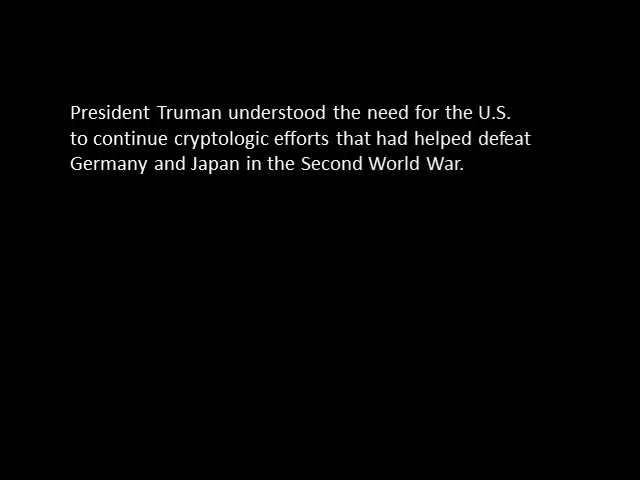 President Truman understood the need for the U.S.
to continue cryptologic efforts that had helped defeat
Germany and Japan in the Second World War.